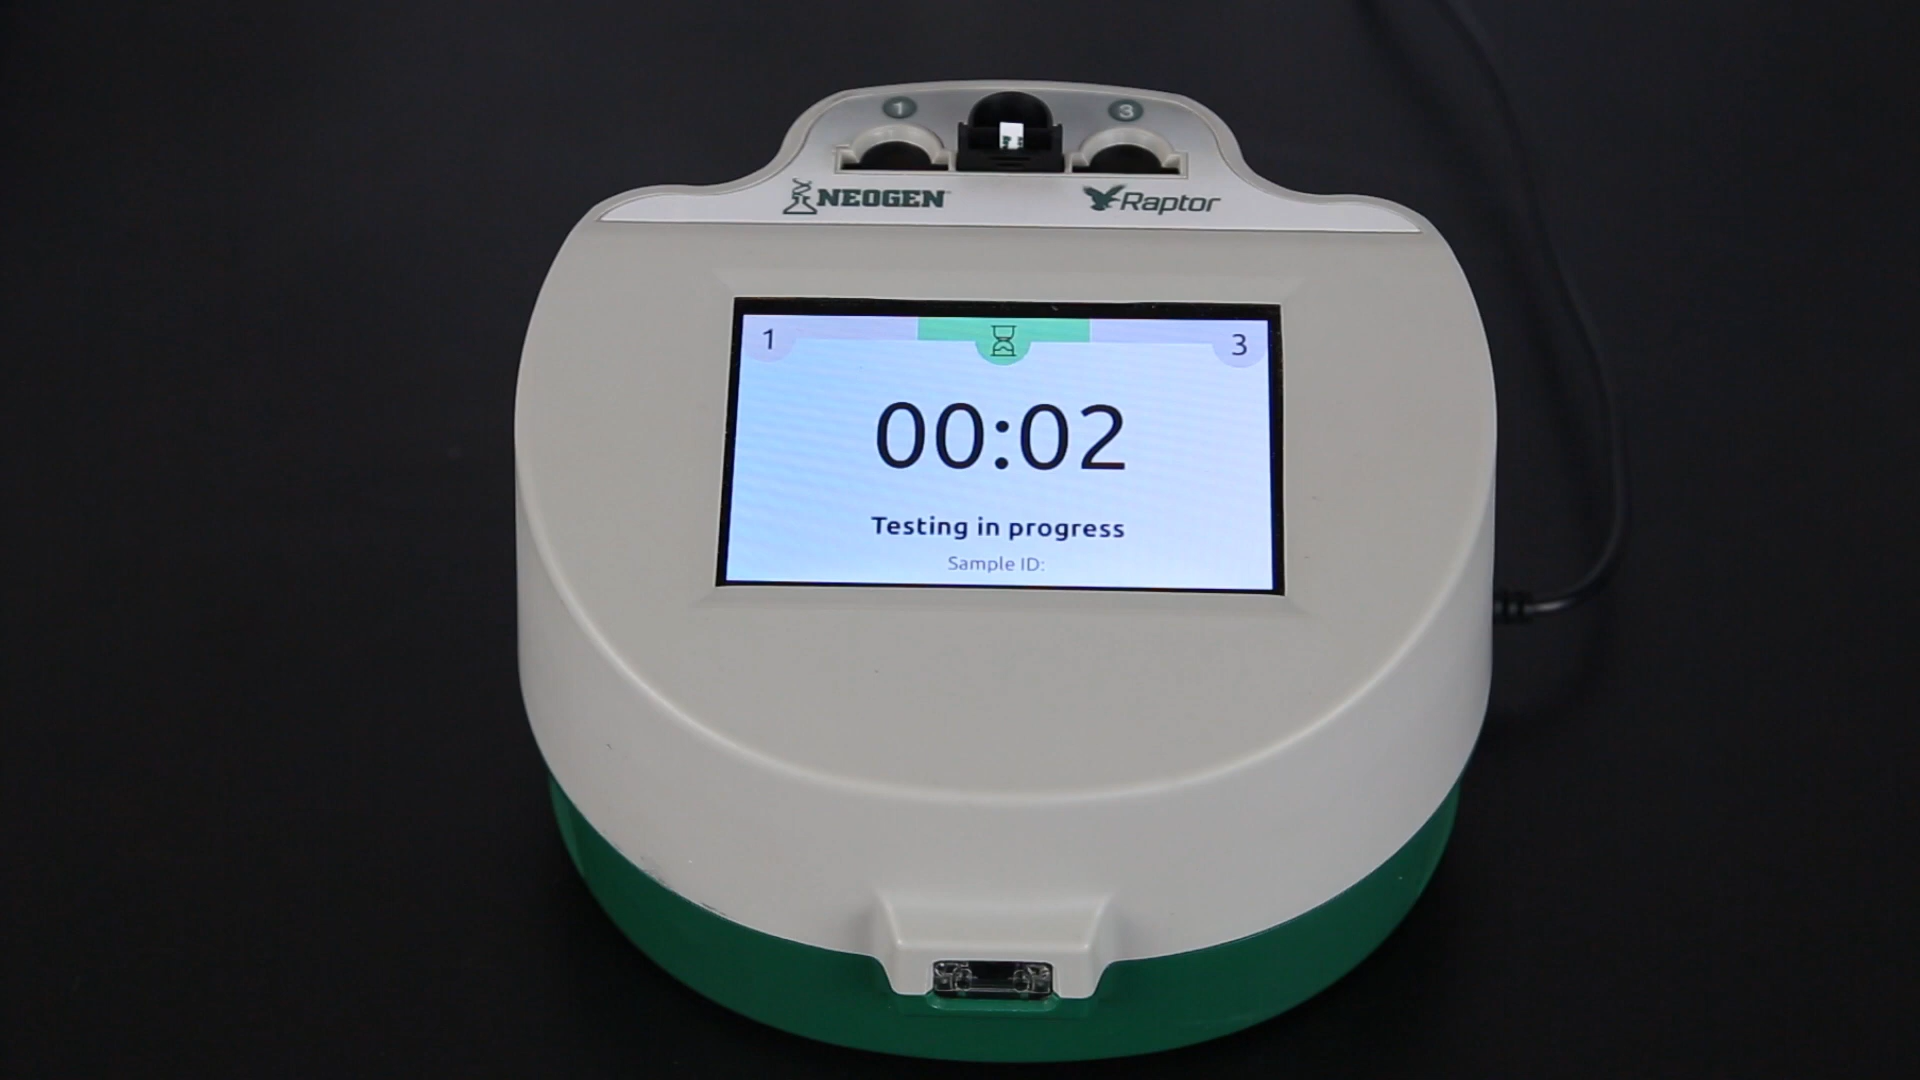 1
3
NEOGEN
Raptor
1
3
00:02
Testing in progress
Sample ID: